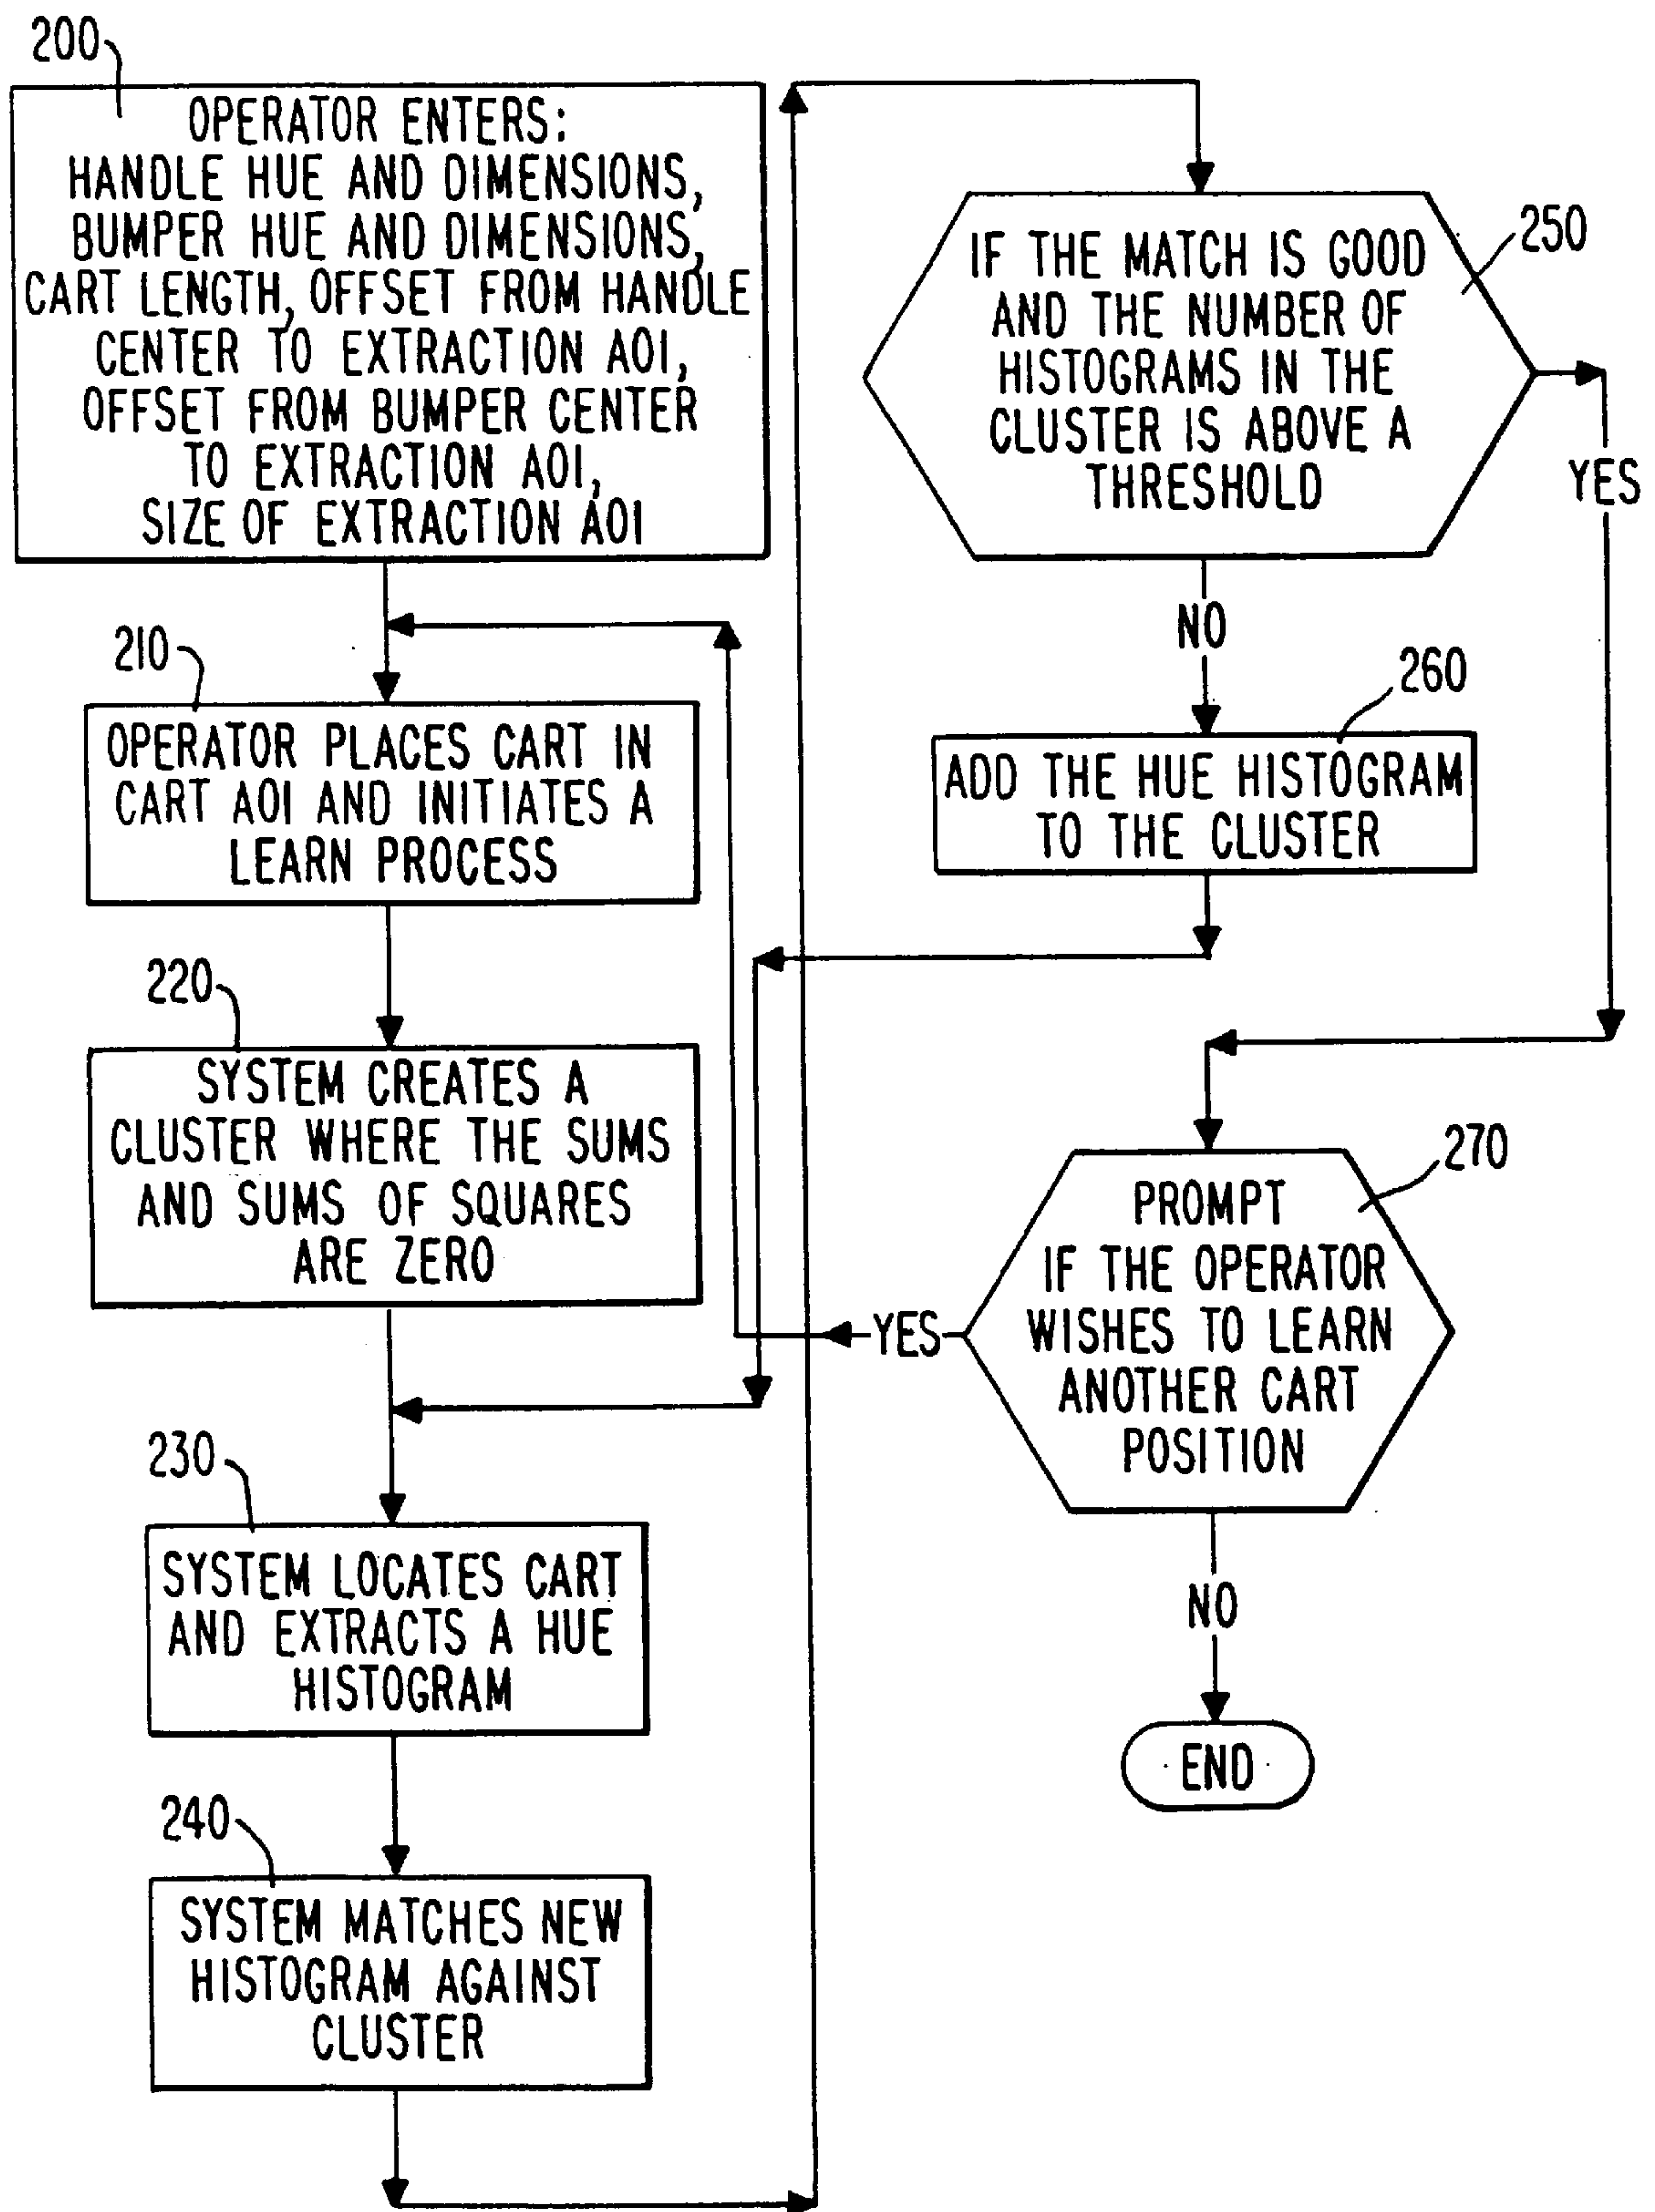 200
OPERATOR ENTERS:
HANDLE HUE AND DIMENSIONS,
BUMPER HUE AND DIMENSIONS,
CART LENGTH, OFFSET FROM HANDLE
CENTER TO EXTRACTION AOI,
OFFSET FROM BUMPER CENTER
TO EXTRACTION AOI,
SIZE OF EXTRACTION AOI
210
OPERATOR PLACES CART IN
CART AOI AND INITIATES A
LEARN PROCESS
220
SYSTEM CREATES A
CLUSTER WHERE THE SUMS
AND SUMS OF SQUARES
ARE ZERO
230
SYSTEM LOCATES CART
AND EXTRACTS A HUE
HISTOGRAM
240
SYSTEM MATCHES NEW
HISTOGRAM AGAINST
CLUSTER
250
IF THE MATCH IS GOOD
AND THE NUMBER OF
HISTOGRAMS IN THE
CLUSTER IS ABOVE A
THRESHOLD
YES
NO
260
ADD THE HUE HISTOGRAM
TO THE CLUSTER
270
PROMPT
IF THE OPERATOR
WISHES TO LEARN
ANOTHER CART
POSITION
YES
NO
END